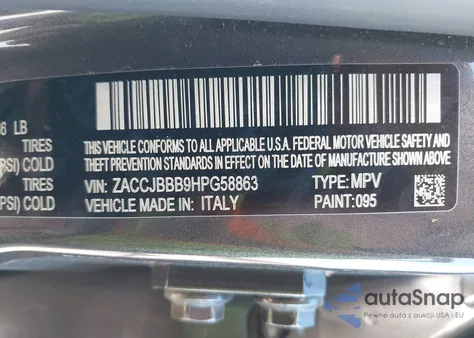 6 LB
THIS VEHICLE CONFORMS TO ALL APPLICABLE U.S.A. FEDERAL MOTOR VEHICLE SAFETY AND
TIRES
THEFT PREVENTION STANDARDS IN EFFECT ON THE DATE OF MANUFACTURE SHOWN ABOVE.
PSI) COLD
VIN: ZACCJBBB9HPG58863 TYPE: MPV
TIRES
VEHICLE MADE IN: ITALY PAINT: 095
PSI) COLD
autoSnap
Pewne auta z aukcji USA i EU